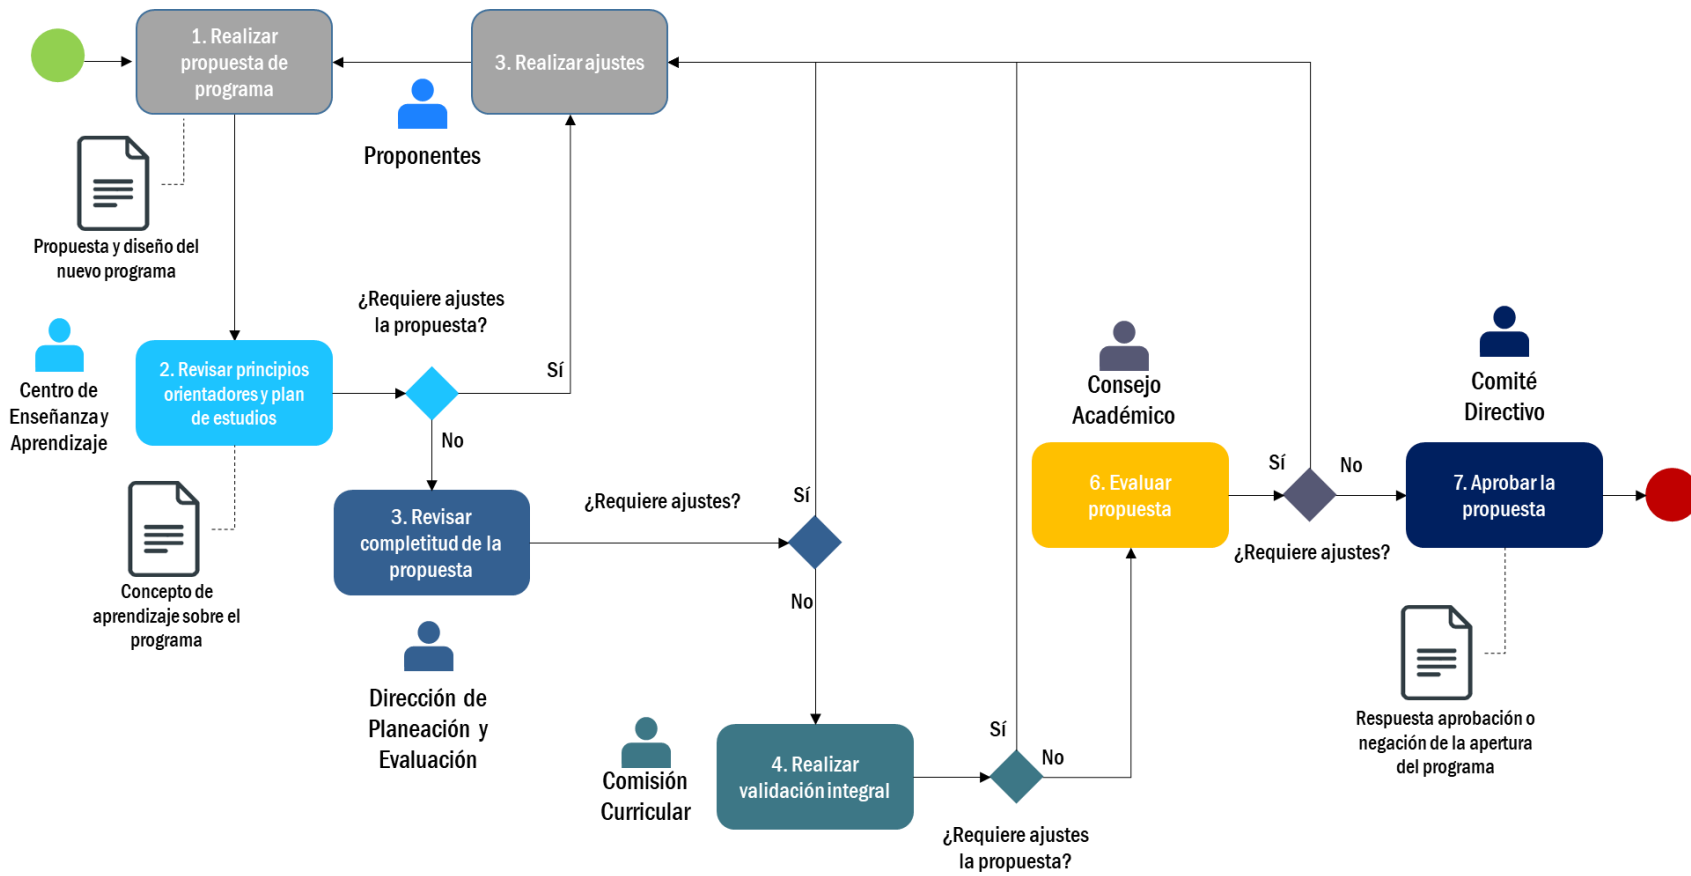 1. Realizar
propuesta de
programa
3. Realizar ajustes
Proponentes
Propuesta y diseño del
nuevo programa
¿Requiere ajustes
la propuesta?
Sí
No
Centro de
Enseñanza y
Aprendizaje
2. Revisar principios
orientadores y plan
de estudios
Concepto de
aprendizaje sobre el
programa
3. Revisar
completitud de la
propuesta
¿Requiere ajustes?
Sí
No
Dirección de
Planeación y
Evaluación
Comisión
Curricular
4. Realizar
validación integral
Sí
No
¿Requiere ajustes
la propuesta?
Consejo
Académico
6. Evaluar
propuesta
Sí
No
¿Requiere ajustes?
Comité
Directivo
7. Aprobar la
propuesta
Respuesta aprobación o
negación de la apertura
del programa